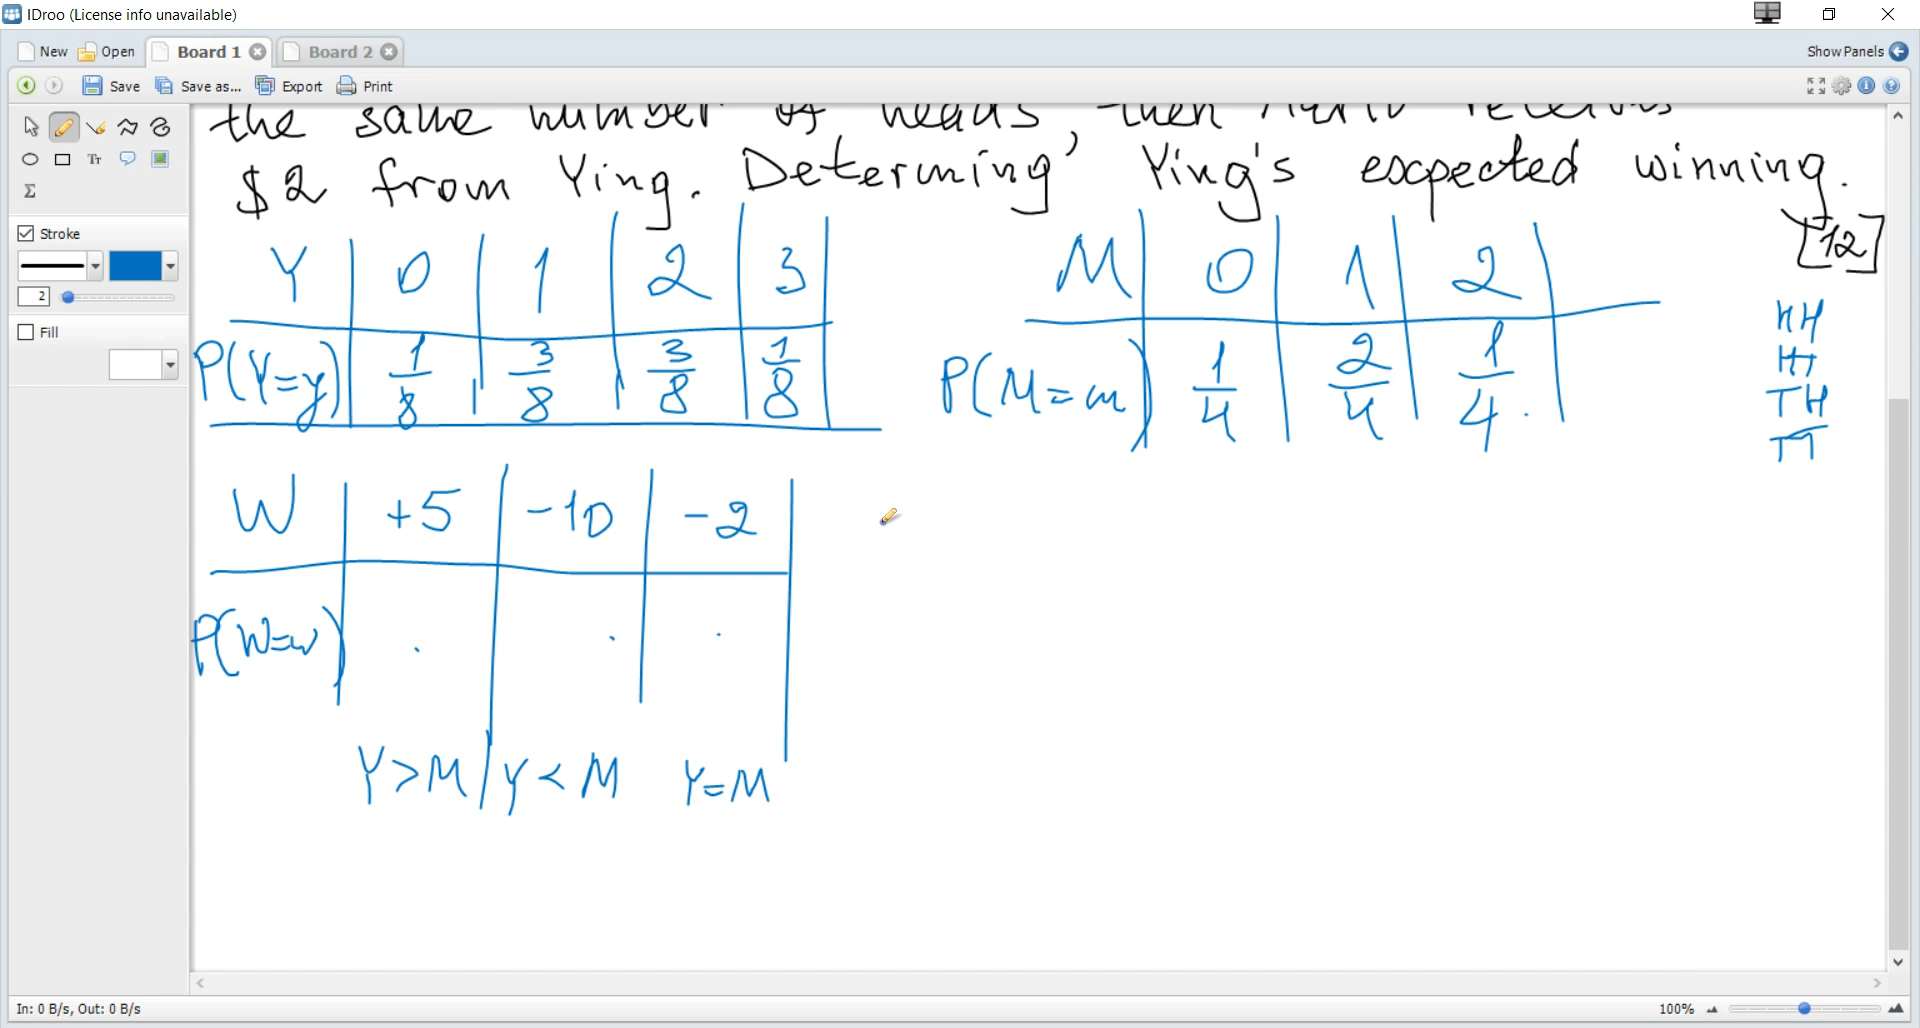 IDroo (License info unavailable)
New Open Board 1 Board 2 Show Panels
Save Save as... Export Print
the same number of heads, then
$2 from Ying. Determining Ying's expected winning.
[12]
Y 0 1 2 3
P(Y=y) 1/8 3/8 3/8 1/8
M 0 1 2
P(M=m) 1/4 2/4 1/4
HH
HT
TH
TT
W +5 -10 -2
P(W=w)
Y>M Y<M Y=M
Tr
Σ
Stroke
2
Fill
In: 0 B/s, Out: 0 B/s
100%